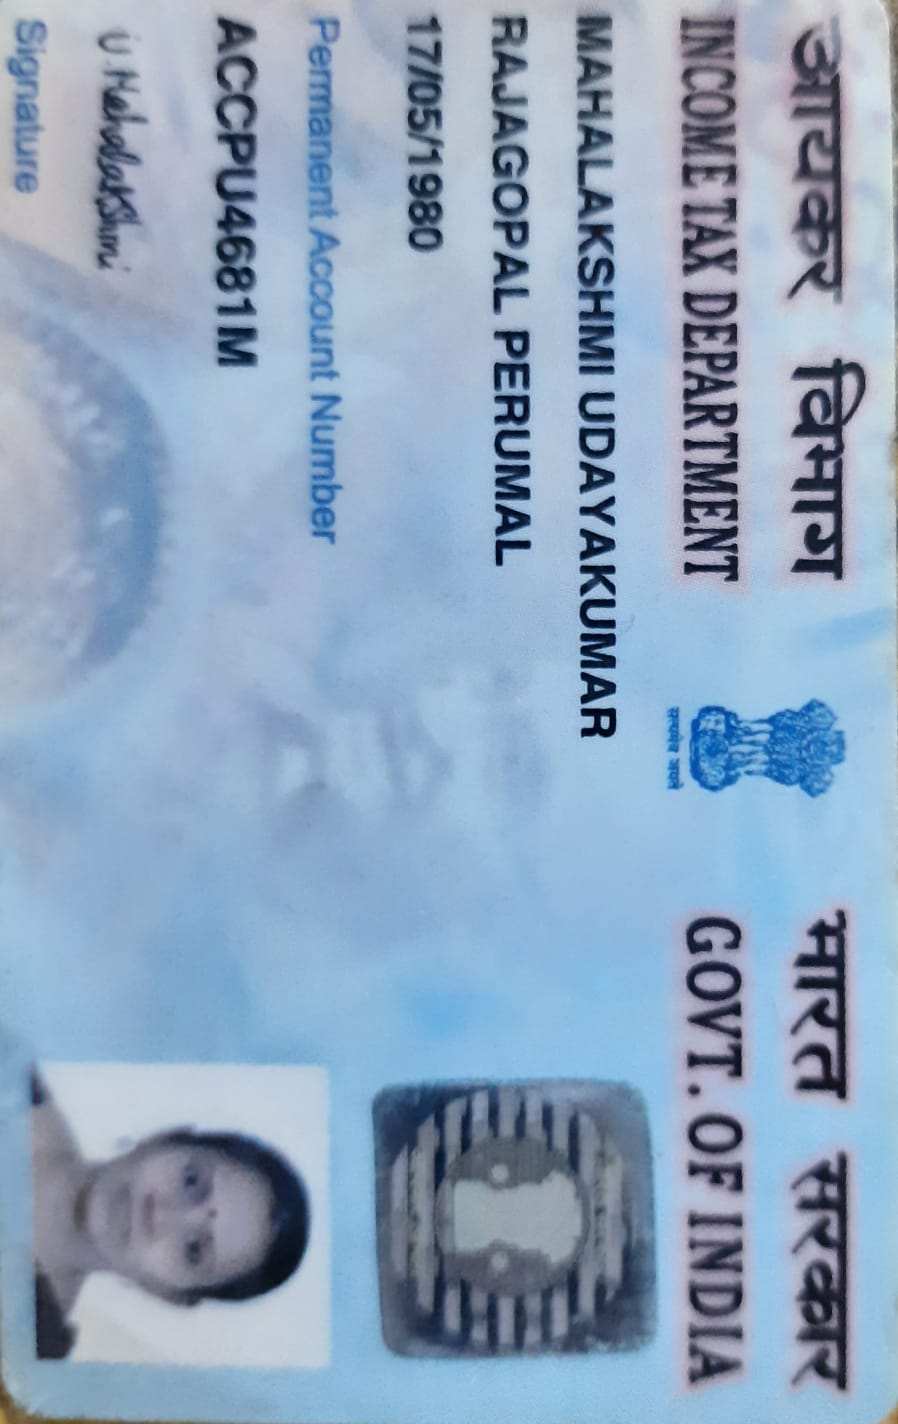 आयकर विभाग
INCOME TAX DEPARTMENT
सत्यमेव जयते
भारत सरकार
GOVT. OF INDIA
MAHALAKSHMI UDAYAKUMAR
RAJAGOPAL PERUMAL
17/05/1980
Permanent Account Number
ACCPU4681M
U. Mahalakshmi
Signature